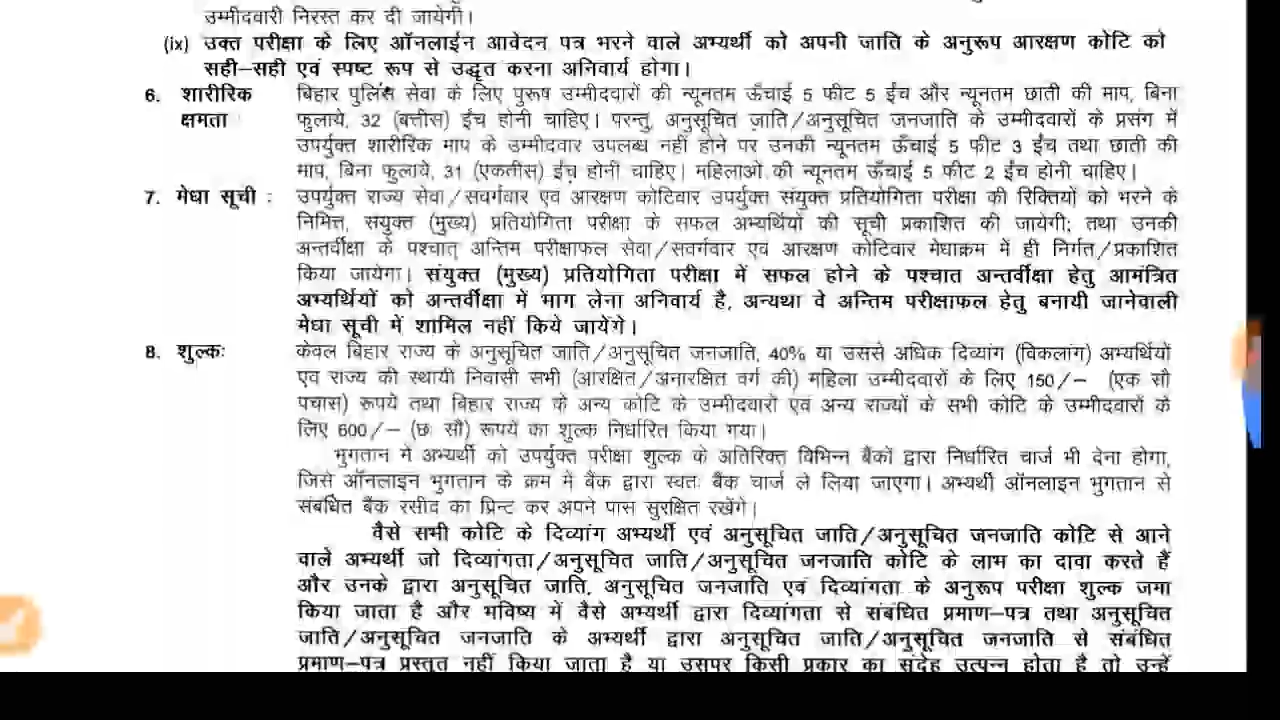 उम्मीदवारी निरस्त कर दी जायेगी।
(ix) उक्त परीक्षा के लिए ऑनलाईन आवेदन पत्र भरने वाले अभ्यर्थी को अपनी जाति के अनुरूप आरक्षण कोटि को
सही–सही एवं स्पष्ट रूप से उद्धृत करना अनिवार्य होगा।
6. शारीरिक बिहार पुलिस सेवा के लिए पुरूष उम्मीदवारों की न्यूनतम ऊँचाई 5 फीट 5 ईंच और न्यूनतम छाती की माप, बिना
क्षमता फुलाये, 32 (बत्तीस) ईंच होनी चाहिए। परन्तु, अनुसूचित जाति/अनुसूचित जनजाति के उम्मीदवारों के प्रसंग में
उपर्युक्त शारीरिक माप के उम्मीदवार उपलब्ध नहीं होने पर उनकी न्यूनतम ऊँचाई 5 फीट 3 ईंच तथा छाती की
माप, बिना फुलाये, 31 (एकतीस) ईंच होनी चाहिए। महिलाओं की न्यूनतम ऊँचाई 5 फीट 2 ईंच होनी चाहिए।
7. मेधा सूची : उपर्युक्त राज्य सेवा/सवर्गवार एवं आरक्षण कोटिवार उपर्युक्त संयुक्त प्रतियोगिता परीक्षा की रिक्तियों को भरने के
निमित्त, संयुक्त (मुख्य) प्रतियोगिता परीक्षा के सफल अभ्यर्थियों की सूची प्रकाशित की जायेगी; तथा उनकी
अन्तर्वीक्षा के पश्चात् अन्तिम परीक्षाफल सेवा/सवर्गवार एवं आरक्षण कोटिवार मेधाक्रम में ही निर्गत/प्रकाशित
किया जायेगा। संयुक्त (मुख्य) प्रतियोगिता परीक्षा में सफल होने के पश्चात अन्तर्वीक्षा हेतु आमंत्रित
अभ्यर्थियों को अन्तर्वीक्षा में भाग लेना अनिवार्य है, अन्यथा वे अन्तिम परीक्षाफल हेतु बनायी जानेवाली
मेधा सूची में शामिल नहीं किये जायेंगे।
8. शुल्कः केवल बिहार राज्य के अनुसूचित जाति/अनुसूचित जनजाति, 40% या उससे अधिक दिव्यांग (विकलांग) अभ्यर्थियों
एवं राज्य की स्थायी निवासी सभी (आरक्षित/अनारक्षित वर्ग की) महिला उम्मीदवारों के लिए 150/– (एक सौ
पचास) रूपये तथा बिहार राज्य के अन्य कोटि के उम्मीदवारों एवं अन्य राज्यों के सभी कोटि के उम्मीदवारों के
लिए 600/– (छः सौ) रूपये का शुल्क निर्धारित किया गया।
भुगतान में अभ्यर्थी को उपर्युक्त परीक्षा शुल्क के अतिरिक्त विभिन्न बैंकों द्वारा निर्धारित चार्ज भी देना होगा,
जिसे ऑनलाइन भुगतान के क्रम में बैंक द्वारा स्वतः बैंक चार्ज ले लिया जाएगा। अभ्यर्थी ऑनलाइन भुगतान से
संबंधित बैंक रसीद का प्रिन्ट कर अपने पास सुरक्षित रखेंगे।
वैसे सभी कोटि के दिव्यांग अभ्यर्थी एवं अनुसूचित जाति/अनुसूचित जनजाति कोटि से आने
वाले अभ्यर्थी जो दिव्यांगता/अनुसूचित जाति/अनुसूचित जनजाति कोटि के लाभ का दावा करते हैं
और उनके द्वारा अनुसूचित जाति, अनुसूचित जनजाति एवं दिव्यांगता के अनुरूप परीक्षा शुल्क जमा
किया जाता है और भविष्य में वैसे अभ्यर्थी द्वारा दिव्यांगता से संबंधित प्रमाण–पत्र तथा अनुसूचित
जाति/अनुसूचित जनजाति के अभ्यर्थी द्वारा अनुसूचित जाति/अनुसूचित जनजाति से संबंधित
प्रमाण–पत्र प्रस्तुत नहीं किया जाता है या उसपर किसी प्रकार का संदेह उत्पन्न होता है तो उन्हें